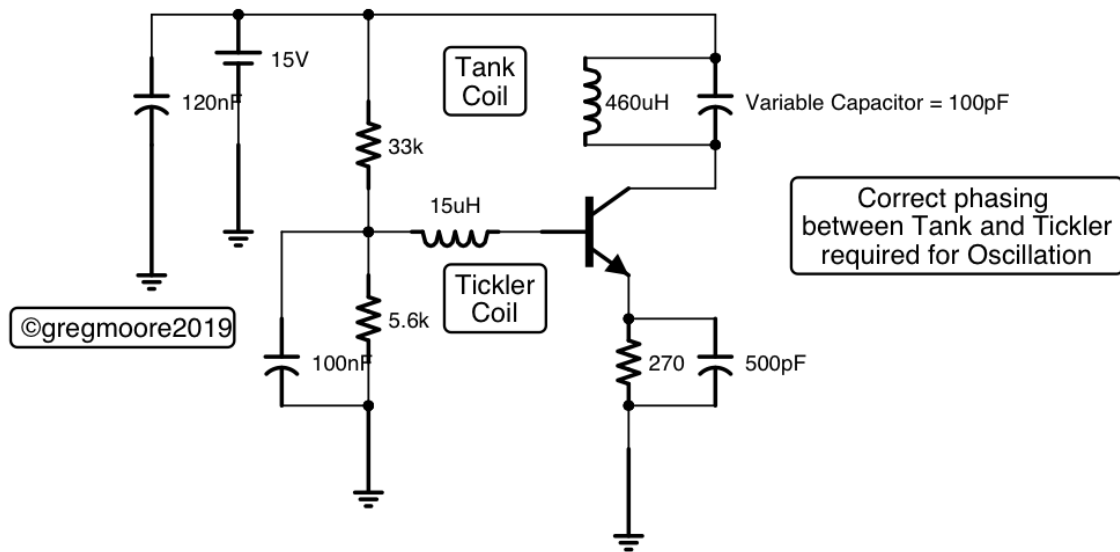 15V
120nF
Tank
Coil
460uH
Variable Capacitor = 100pF
33k
15uH
Correct phasing
between Tank and Tickler
required for Oscillation
Tickler
Coil
©gregmoore2019
5.6k
100nF
270
500pF